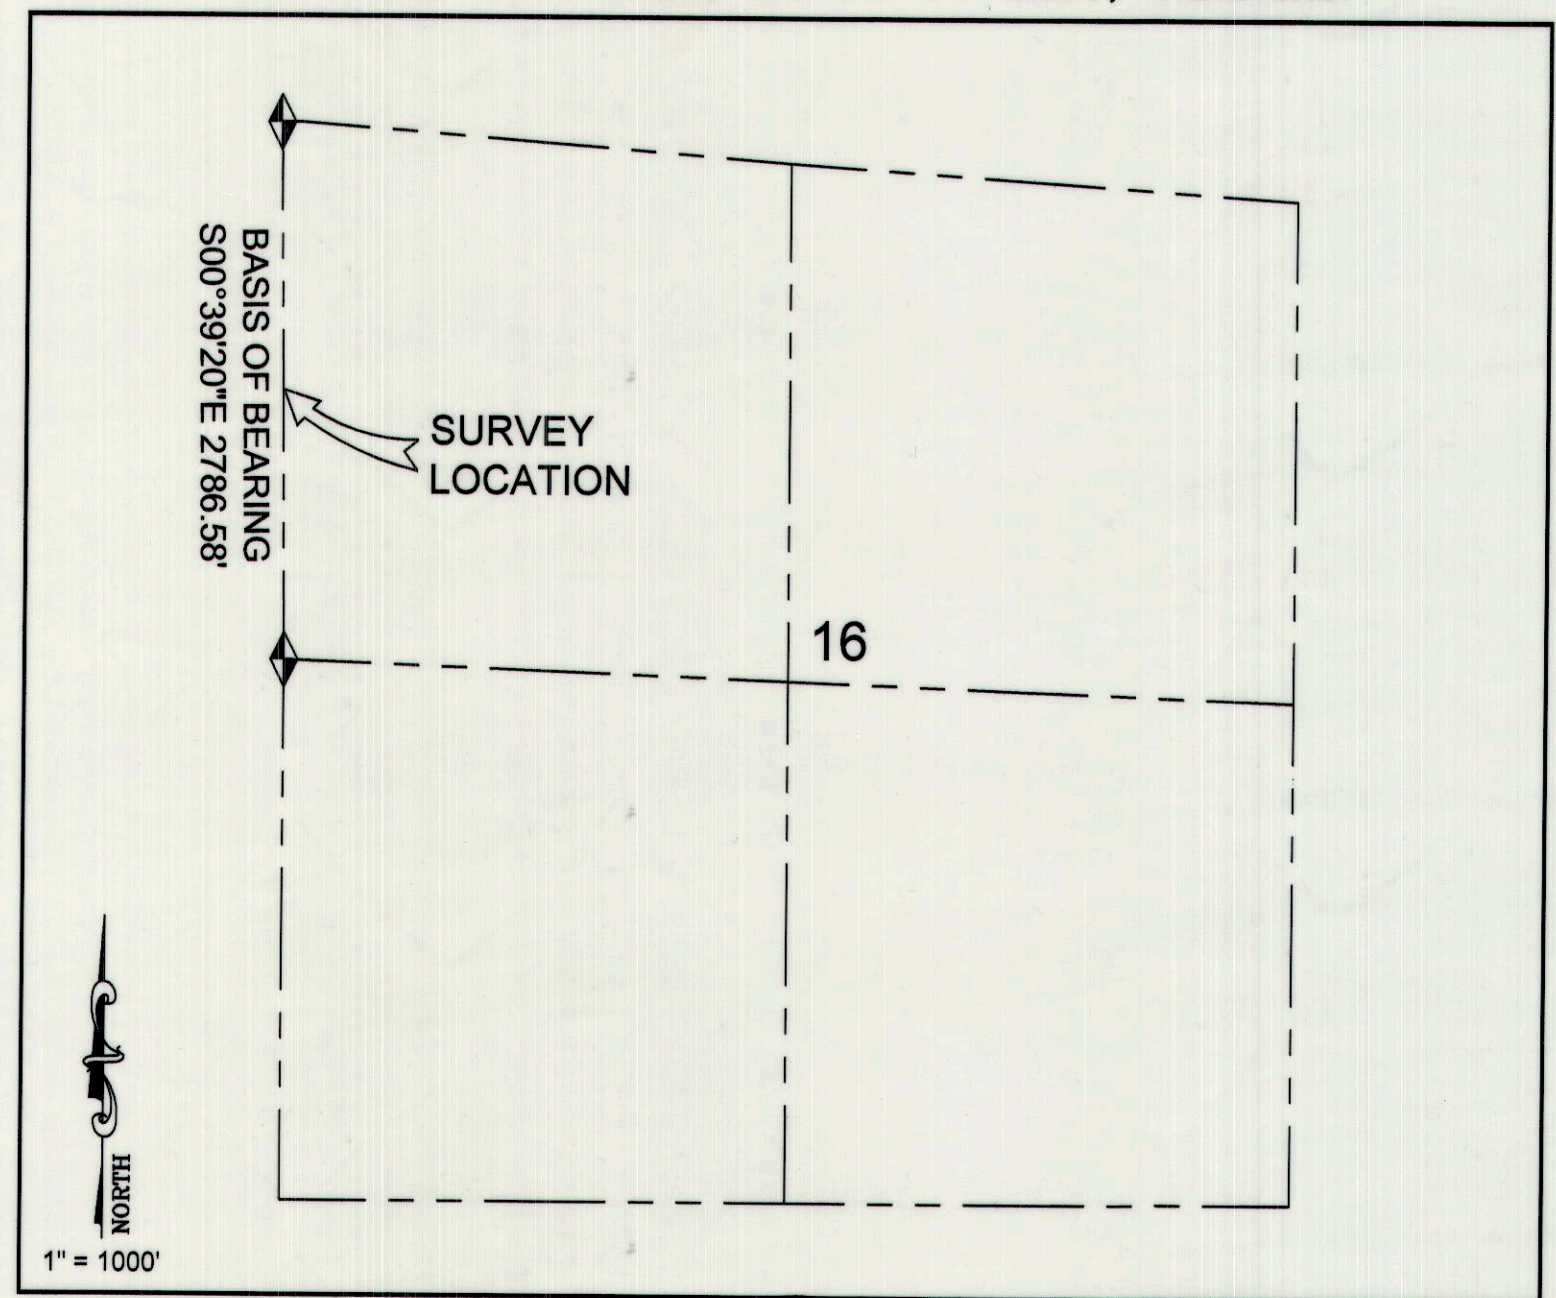 BASIS OF BEARING
S00°39'20"E 2786.58'
SURVEY
LOCATION
16
NORTH
1" = 1000'